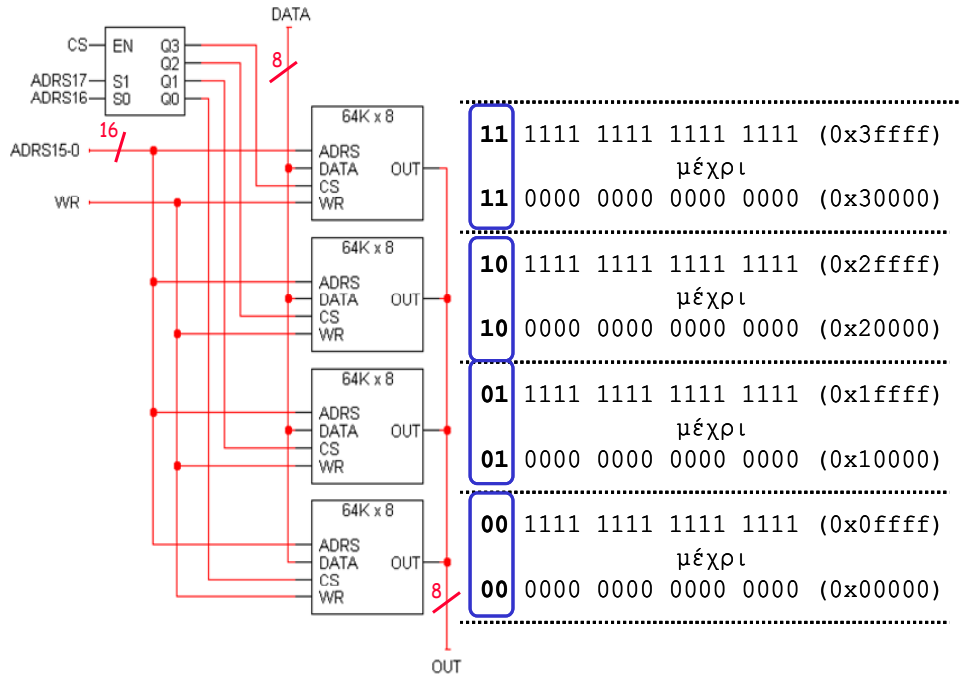 DATA
CS EN Q3
Q2
ADRS17 S1 Q1
ADRS16 S0 Q0
8
16
ADRS15-0
WR
64K x 8
ADRS
DATA OUT
CS
WR
64K x 8
ADRS
DATA OUT
CS
WR
64K x 8
ADRS
DATA OUT
CS
WR
64K x 8
ADRS
DATA OUT
CS
WR
8
OUT
11 1111 1111 1111 1111 (0x3ffff)
μέχρι
11 0000 0000 0000 0000 (0x30000)
10 1111 1111 1111 1111 (0x2ffff)
μέχρι
10 0000 0000 0000 0000 (0x20000)
01 1111 1111 1111 1111 (0x1ffff)
μέχρι
01 0000 0000 0000 0000 (0x10000)
00 1111 1111 1111 1111 (0x0ffff)
μέχρι
00 0000 0000 0000 0000 (0x00000)